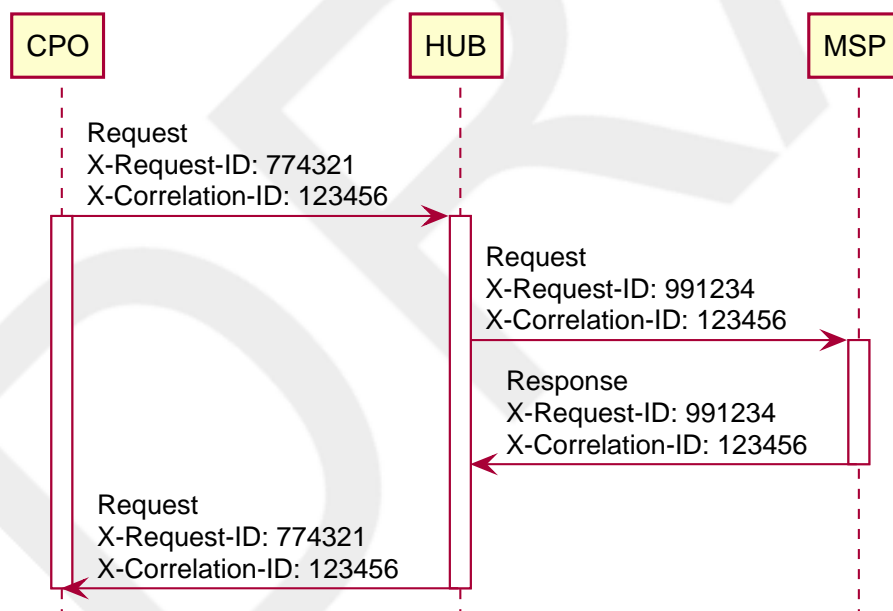 CPO
HUB
MSP
Request
X-Request-ID: 774321
X-Correlation-ID: 123456
Request
X-Request-ID: 991234
X-Correlation-ID: 123456
Response
X-Request-ID: 991234
X-Correlation-ID: 123456
Request
X-Request-ID: 774321
X-Correlation-ID: 123456